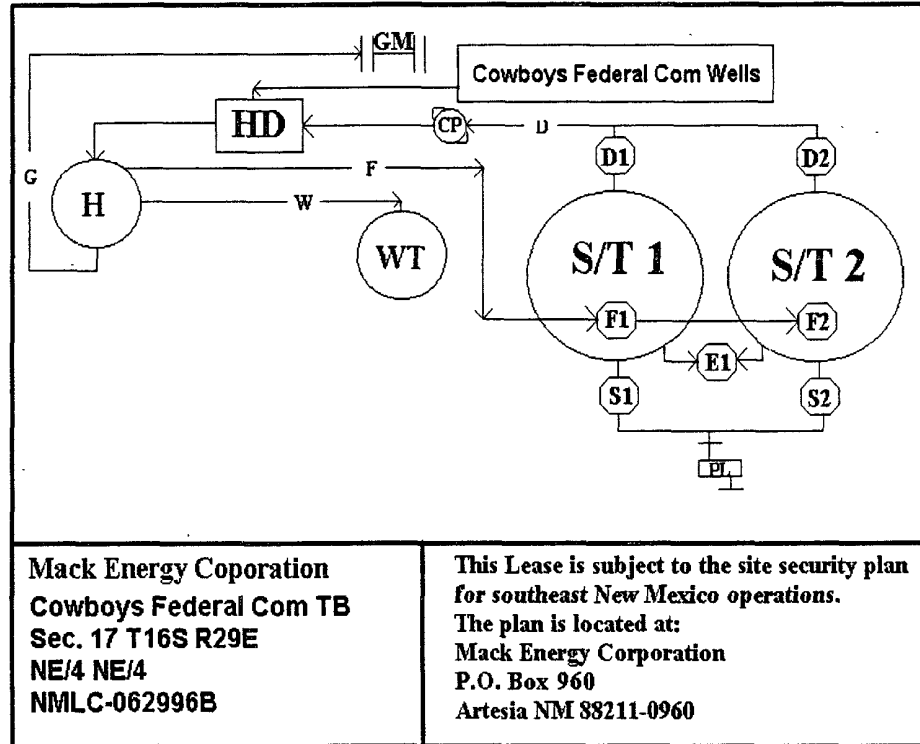 GM
Cowboys Federal Com Wells
HD
CP
D
D1
D2
G
H
F
W
WT
S/T 1
S/T 2
F1
F2
E1
S1
S2
PL
Mack Energy Coporation
Cowboys Federal Com TB
Sec. 17 T16S R29E
NE/4 NE/4
NMLC-062996B
This Lease is subject to the site security plan
for southeast New Mexico operations.
The plan is located at:
Mack Energy Corporation
P.O. Box 960
Artesia NM 88211-0960